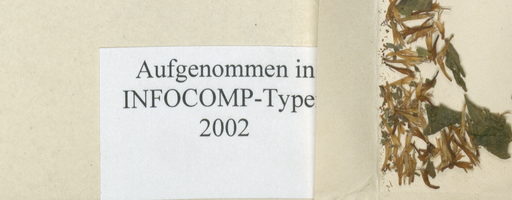 Aufgenommen in
INFOCOMP-Type
2002